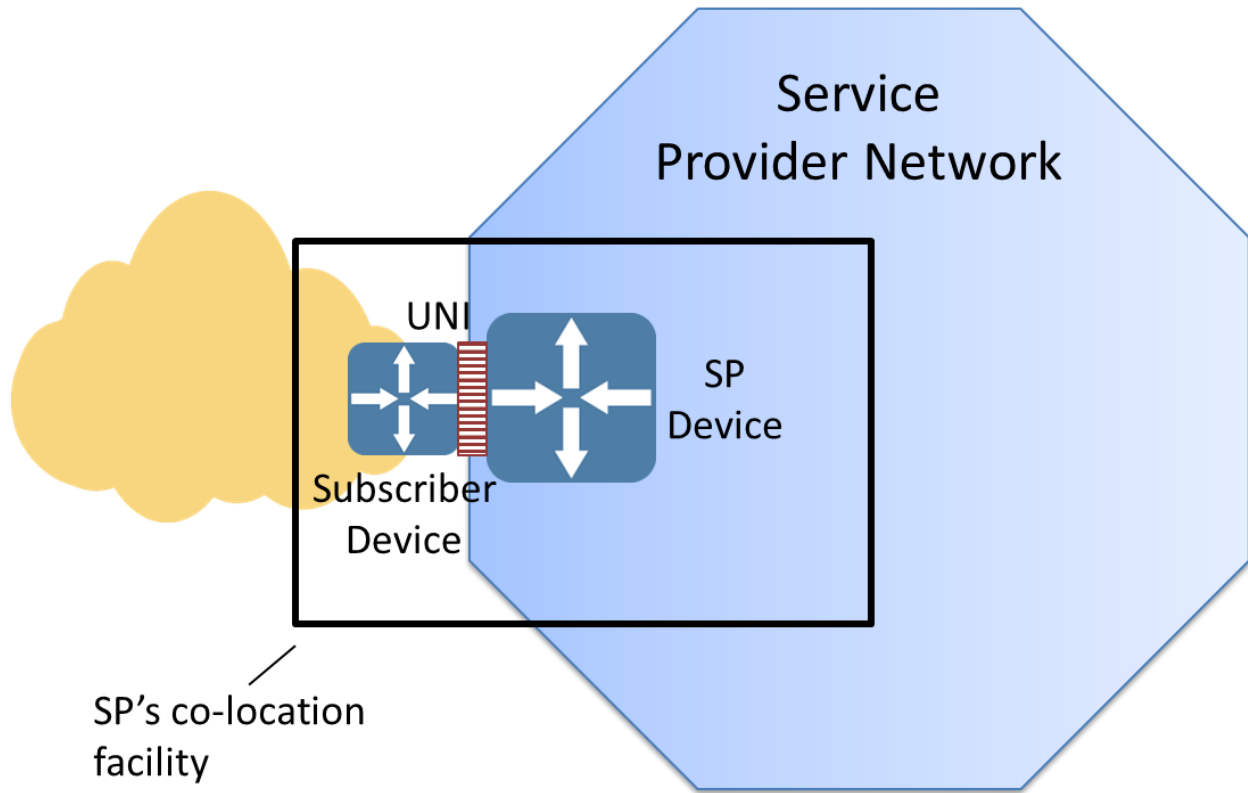 Service
Provider Network
UNI
SP
Device
Subscriber
Device
SP’s co-location
facility